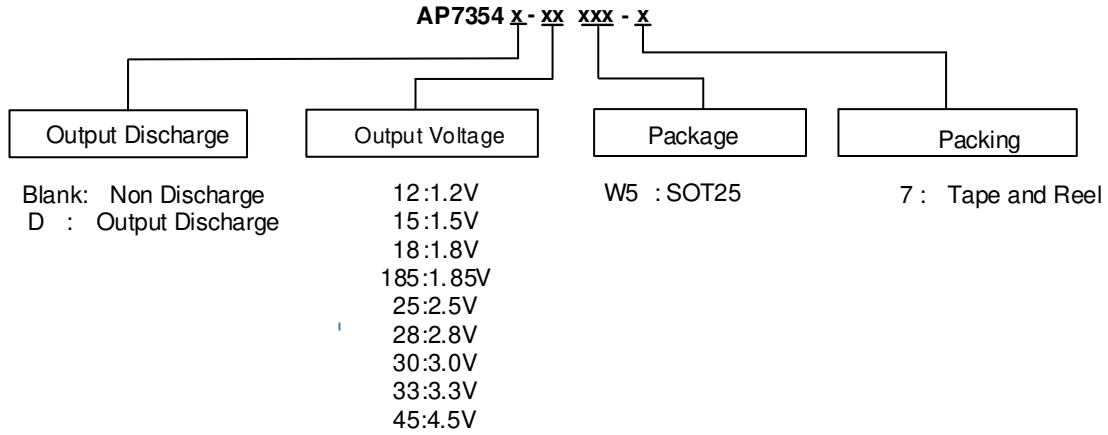 AP7354 x - xx xxx - x
Output Discharge
Output Voltage
Package
Packing
Blank: Non Discharge
D : Output Discharge
12:1.2V
15:1.5V
18:1.8V
185:1.85V
25:2.5V
28:2.8V
30:3.0V
33:3.3V
45:4.5V
W5 : SOT25
7 : Tape and Reel